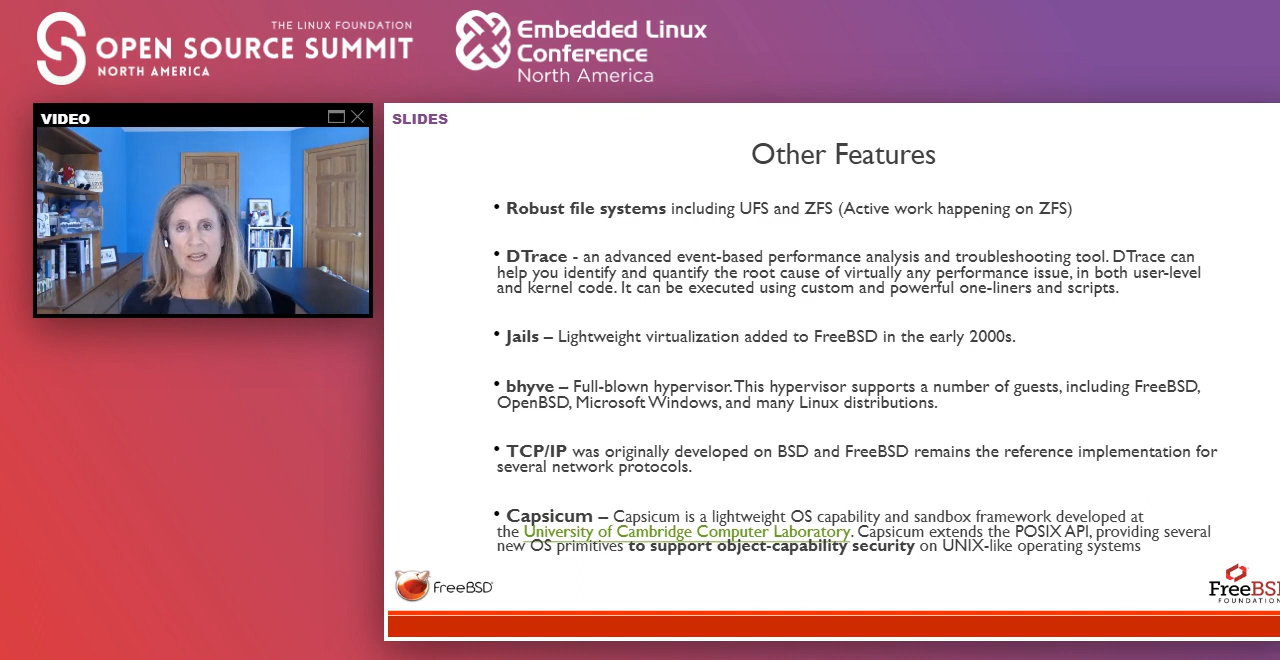 THE LINUX FOUNDATION
OPEN SOURCE SUMMIT
NORTH AMERICA
Embedded Linux
Conference
North America
VIDEO
SLIDES
Other Features
• Robust file systems including UFS and ZFS (Active work happening on ZFS)
• DTrace - an advanced event-based performance analysis and troubleshooting tool. DTrace can
help you identify and quantify the root cause of virtually any performance issue, in both user-level
and kernel code. It can be executed using custom and powerful one-liners and scripts.
• Jails – Lightweight virtualization added to FreeBSD in the early 2000s.
• bhyve – Full-blown hypervisor. This hypervisor supports a number of guests, including FreeBSD,
OpenBSD, Microsoft Windows, and many Linux distributions.
• TCP/IP was originally developed on BSD and FreeBSD remains the reference implementation for
several network protocols.
• Capsicum – Capsicum is a lightweight OS capability and sandbox framework developed at
the University of Cambridge Computer Laboratory. Capsicum extends the POSIX API, providing several
new OS primitives to support object-capability security on UNIX-like operating systems
FreeBSD
FreeBSD
FOUNDATION